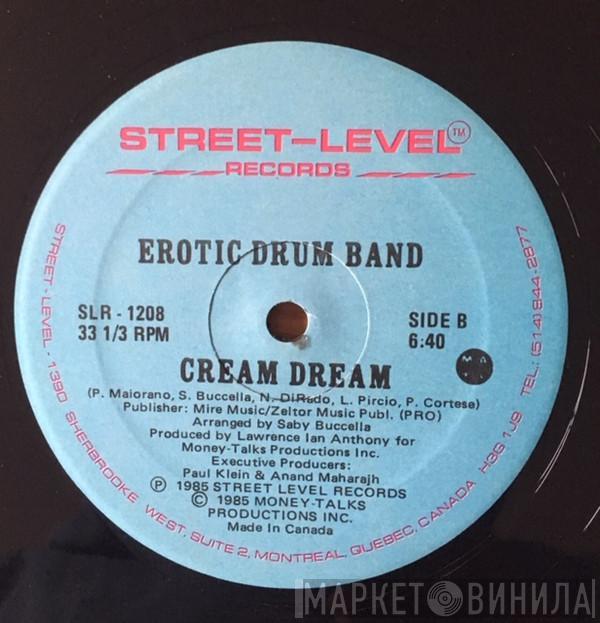 STREET-LEVEL TM
RECORDS
EROTIC DRUM BAND
SLR - 1208
33 1/3 RPM
SIDE B
6:40
CREAM DREAM
(P. Maiorano, S. Buccella, N. DiRado, L. Pircio, P. Cortese)
Publisher: Mire Music/Zeltor Music Publ. (PRO)
Arranged by Saby Buccella
Produced by Lawrence Ian Anthony for
Money-Talks Productions Inc.
Executive Producers:
Paul Klein & Anand Maharajh
Ⓟ 1985 STREET LEVEL RECORDS
© 1985 MONEY-TALKS
PRODUCTIONS INC.
Made In Canada
STREET - LEVEL - 1390 SHERBROOKE WEST, SUITE 2, MONTREAL, QUEBEC, CANADA H3G 1J9 TEL.: (514) 844-2877
МАРКЕТ ВИНИЛА